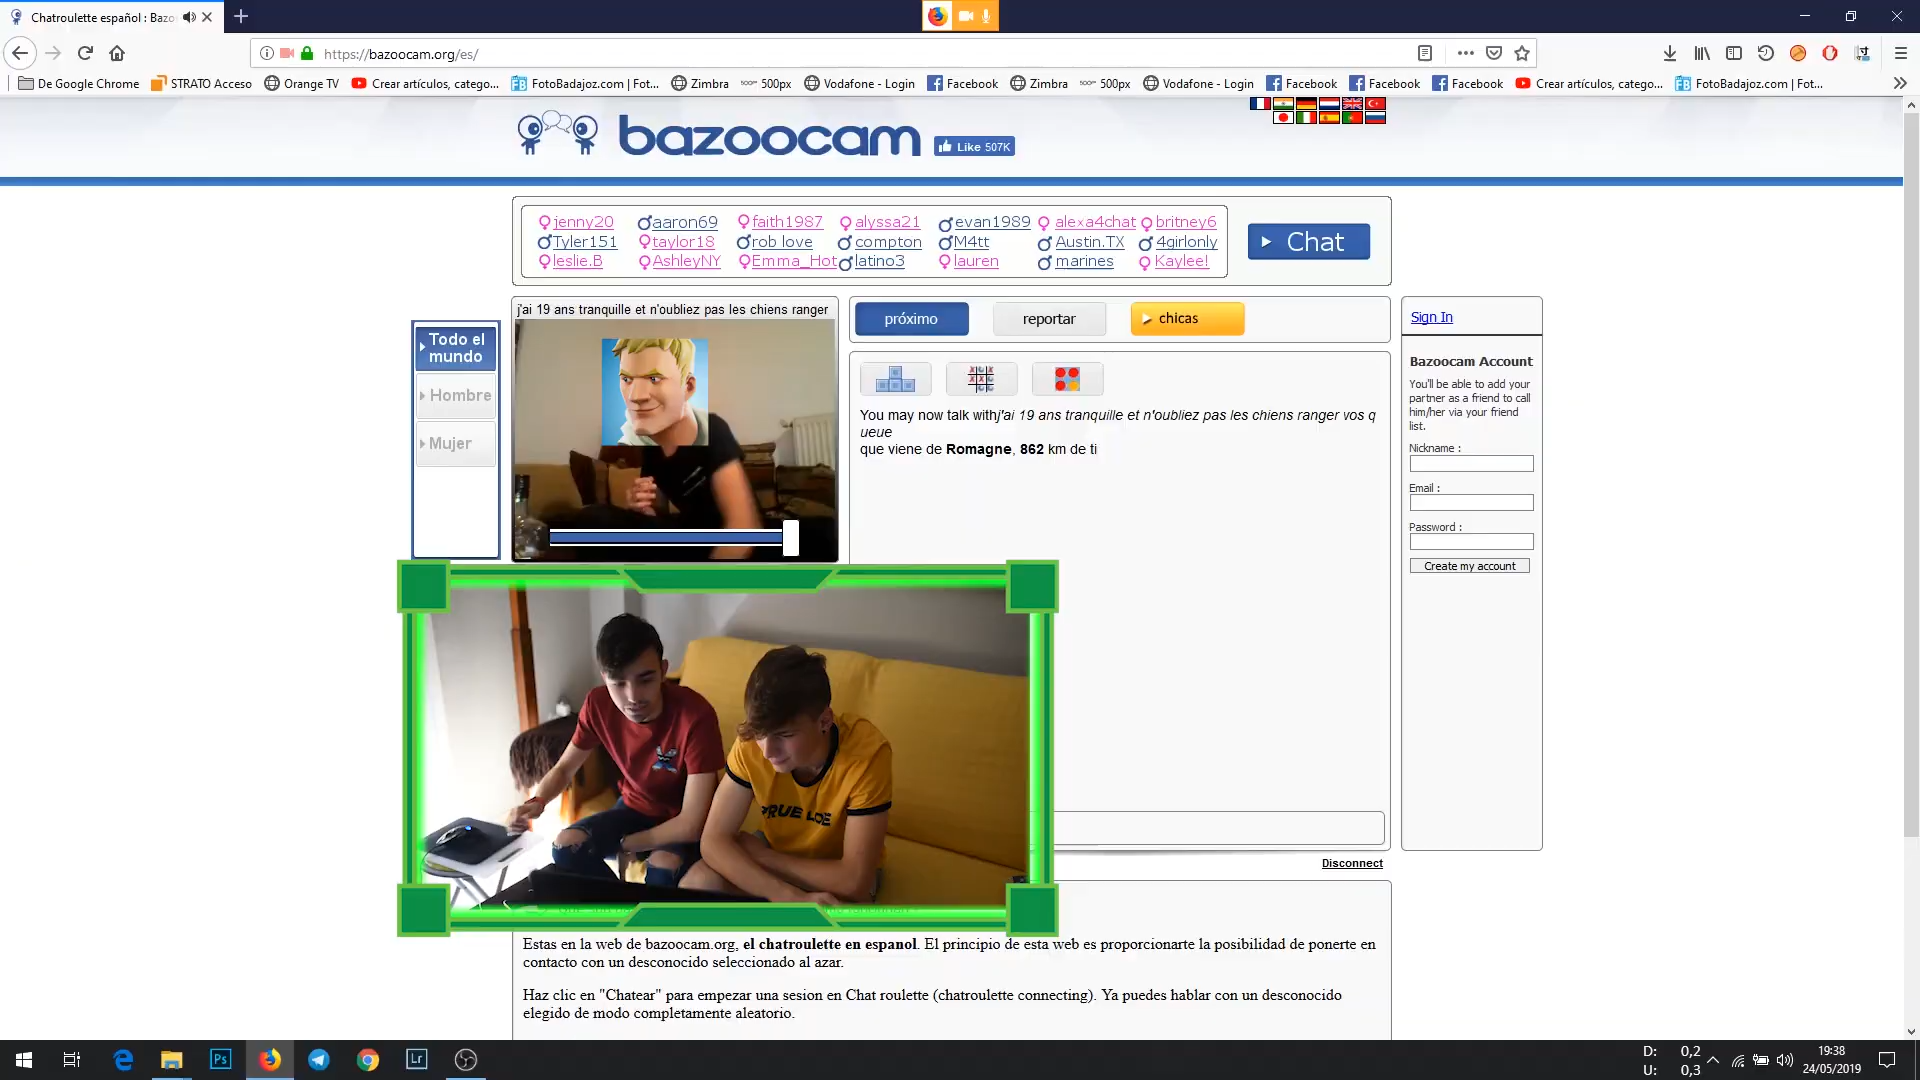 Chatroulette español : Bazo
https://bazoocam.org/es/
De Google Chrome
STRATO Acceso
Orange TV
Crear artículos, catego...
FotoBadajoz.com | Fot...
Zimbra
500px
Vodafone - Login
Facebook
Zimbra
500px
Vodafone - Login
Facebook
Facebook
Facebook
Crear artículos, catego...
FotoBadajoz.com | Fot...
bazoocam
Like 507K
jenny20 aaron69 faith1987 alyssa21 evan1989 alexa4chat britney6
Tyler151 taylor18 rob love compton M4tt Austin.TX 4girlonly
leslie.B AshleyNY Emma_Hot latino3 lauren marines Kaylee!
Chat
Todo el
mundo
Hombre
Mujer
j'ai 19 ans tranquille et n'oubliez pas les chiens ranger
próximo
reportar
chicas
You may now talk withj'ai 19 ans tranquille et n'oubliez pas les chiens ranger vos q
ueue
que viene de Romagne, 862 km de ti
Sign In
Bazoocam Account
You'll be able to add your
partner as a friend to call
him/her via your friend
list.
Nickname :
Email :
Password :
Create my account
Disconnect
Estas en la web de bazoocam.org, el chatroulette en espanol. El principio de esta web es proporcionarte la posibilidad de ponerte en
contacto con un desconocido seleccionado al azar.
Haz clic en "Chatear" para empezar una sesion en Chat roulette (chatroulette connecting). Ya puedes hablar con un desconocido
elegido de modo completamente aleatorio.
Ps
Lr
D: 0,2
U: 0,3
19:38
24/05/2019